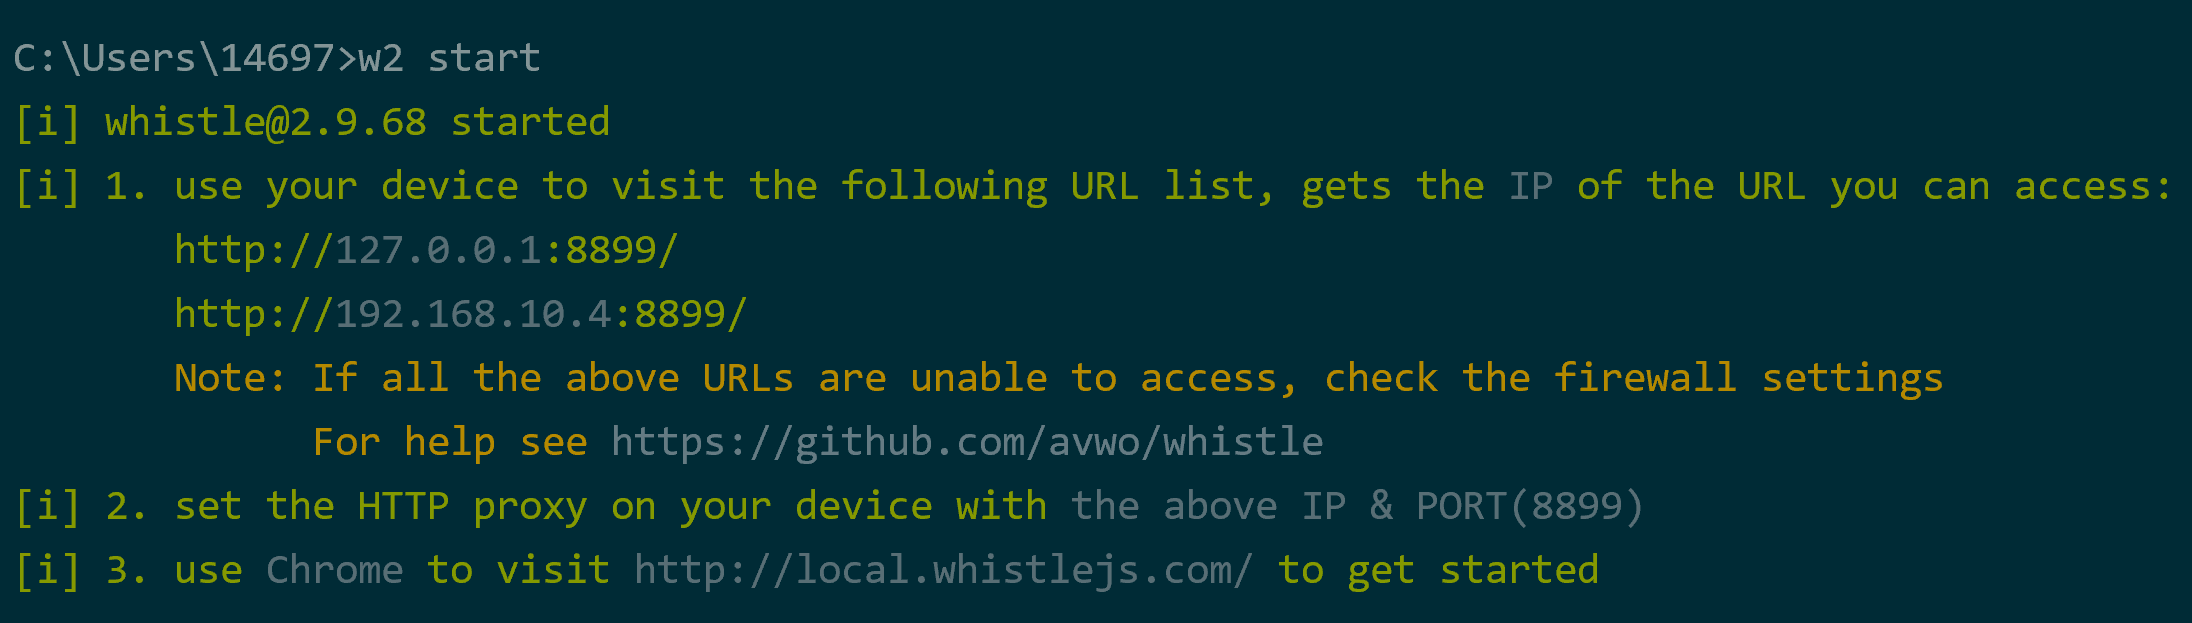 C:\Users\14697>w2 start
[i] whistle@2.9.68 started
[i] 1. use your device to visit the following URL list, gets the IP of the URL you can access:
http://127.0.0.1:8899/
http://192.168.10.4:8899/
Note: If all the above URLs are unable to access, check the firewall settings
For help see https://github.com/avwo/whistle
[i] 2. set the HTTP proxy on your device with the above IP & PORT(8899)
[i] 3. use Chrome to visit http://local.whistlejs.com/ to get started